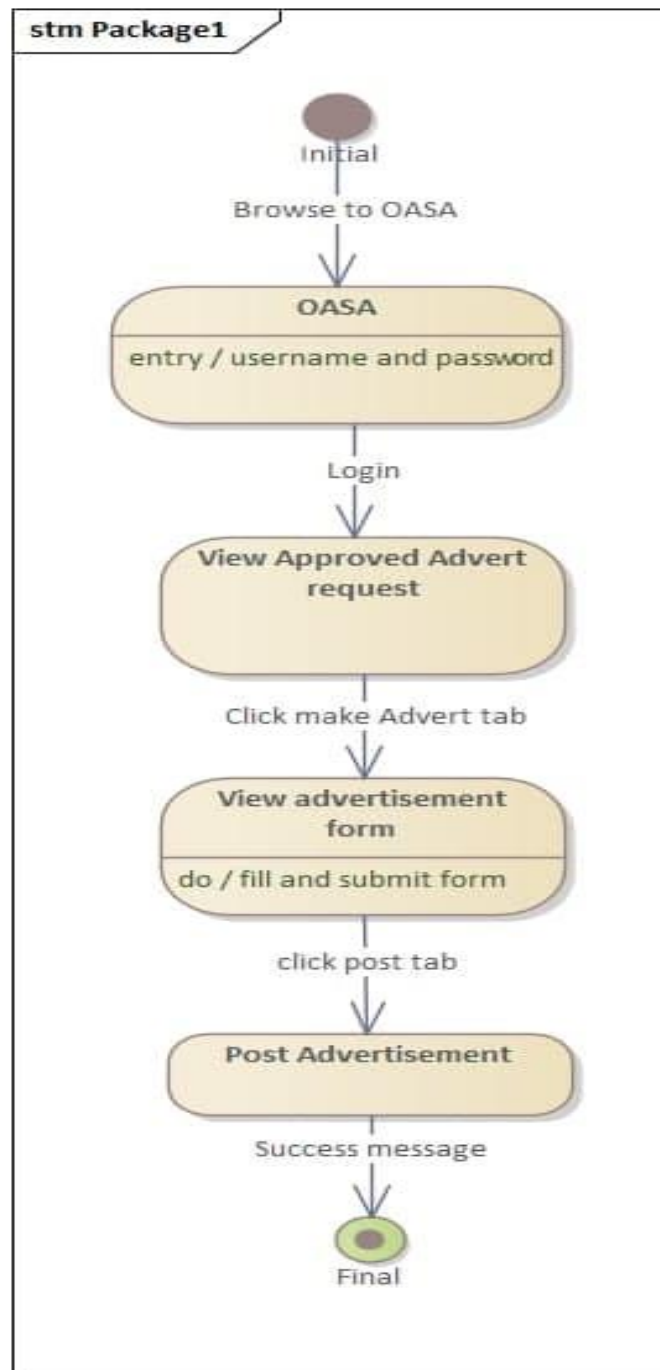 stm Package1
Initial
Browse to OASA
OASA
entry / username and password
Login
View Approved Advert
request
Click make Advert tab
View advertisement
form
do / fill and submit form
click post tab
Post Advertisement
Success message
Final